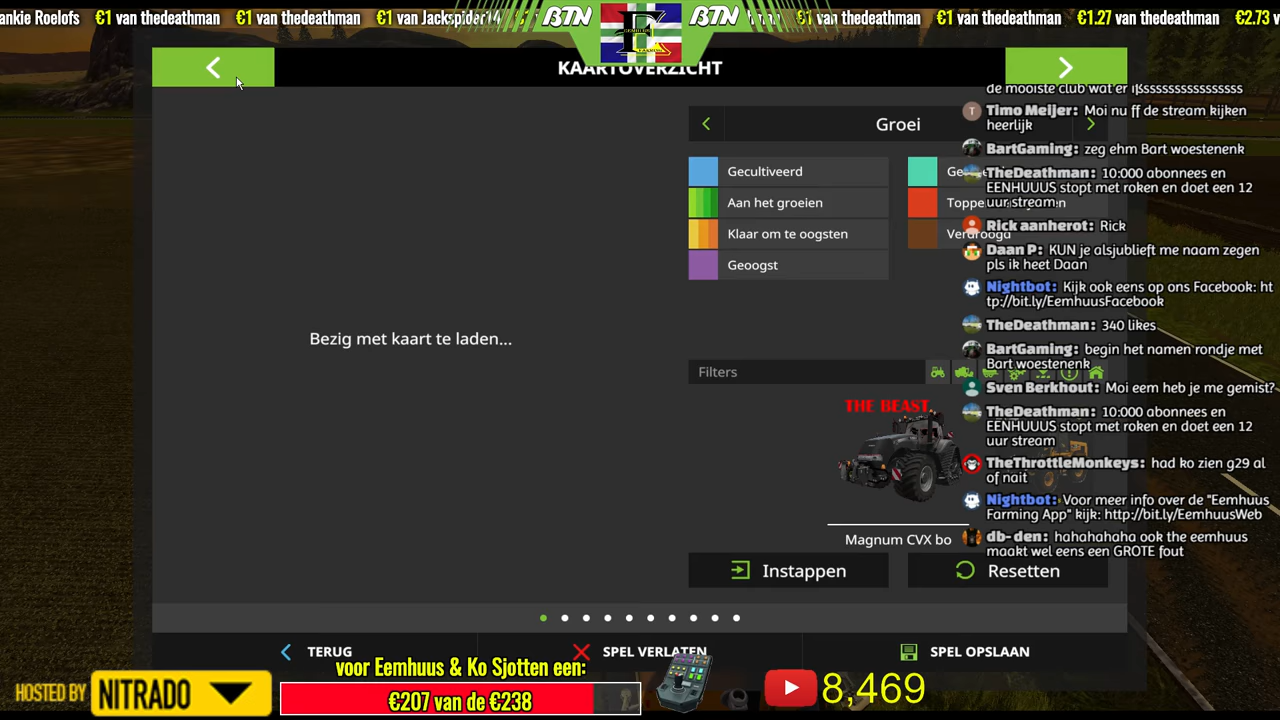 ankie Roelofs €1 van thedeathman €1 van thedeathman €1 van Jackspider14 €1 van thedeathman €1 van thedeathman €1.27 van thedeathman €2.73 v
BTN BTN
KAARTOVERZICHT
Groei
Gecultiveerd
Aan het groeien
Klaar om te oogsten
Verdroogd
Geoogst
Bezig met kaart te laden...
Filters
THE BEAST
Magnum CVX bo
Instappen
Resetten
TERUG
SPEL VERLATEN
SPEL OPSLAAN
de mooiste club wat er ißsssssssssssssssss
Timo Meijer: Moi nu ff de stream kijken
heerlijk
BartGaming: zeg ehm Bart woestenenk
TheDeathman: 10:000 abonnees en
EENHUUUS stopt met roken en doet een 12
uur stream
Rick aanherot: Rick
Daan P: KUN je alsjublieft me naam zegen
pls ik heet Daan
Nightbot: Kijk ook eens op ons Facebook: ht
tp://bit.ly/EemhuusFacebook
TheDeathman: 340 likes
BartGaming: begin het namen rondje met
Bart woestenenk
Sven Berkhout: Moi eem heb je me gemist?
TheDeathman: 10:000 abonnees en
EENHUUUS stopt met roken en doet een 12
uur stream
TheThrottleMonkeys: had ko zien g29 al
of nait
Nightbot: Voor meer info over de "Eemhuus
Farming App" kijk: http://bit.ly/EemhuusWeb
db-den: hahahahaha ook the eemhuus
maakt wel eens een GROTE fout
HOSTED BY NITRADO
voor Eemhuus & Ko Sjotten een:
€207 van de €238
8,469